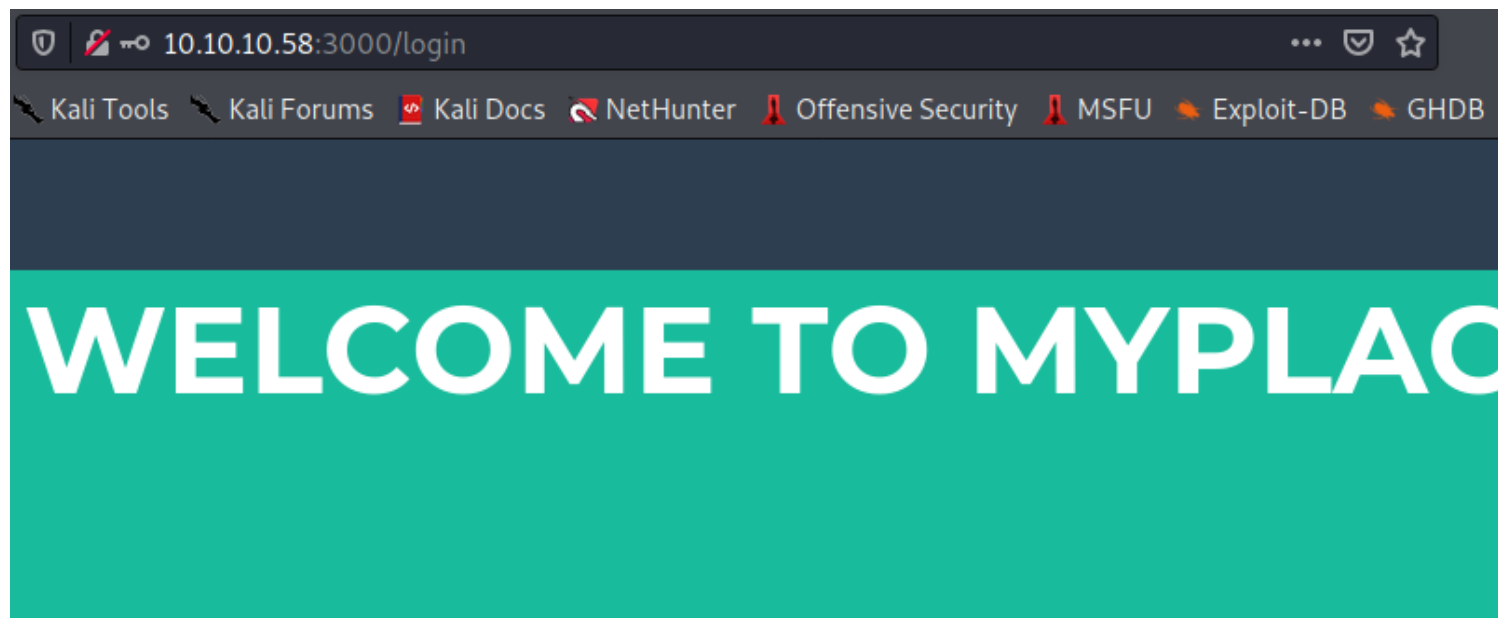 10.10.10.58:3000/login
Kali Tools Kali Forums Kali Docs NetHunter Offensive Security MSFU Exploit-DB GHDB
WELCOME TO MYPLAC